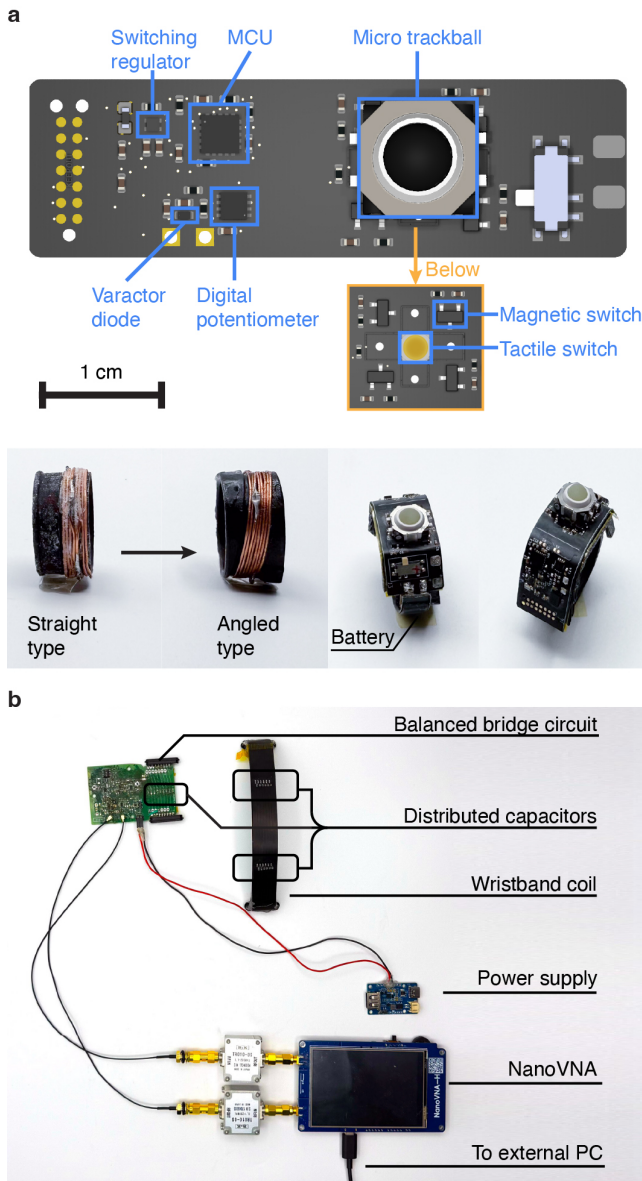 a
Switching
regulator
MCU
Micro trackball
Varactor
diode
Digital
potentiometer
Below
Magnetic switch
Tactile switch
1 cm
Straight
type
Angled
type
Battery
b
Balanced bridge circuit
Distributed capacitors
Wristband coil
Power supply
NanoVNA
NanoVNA-H
To external PC